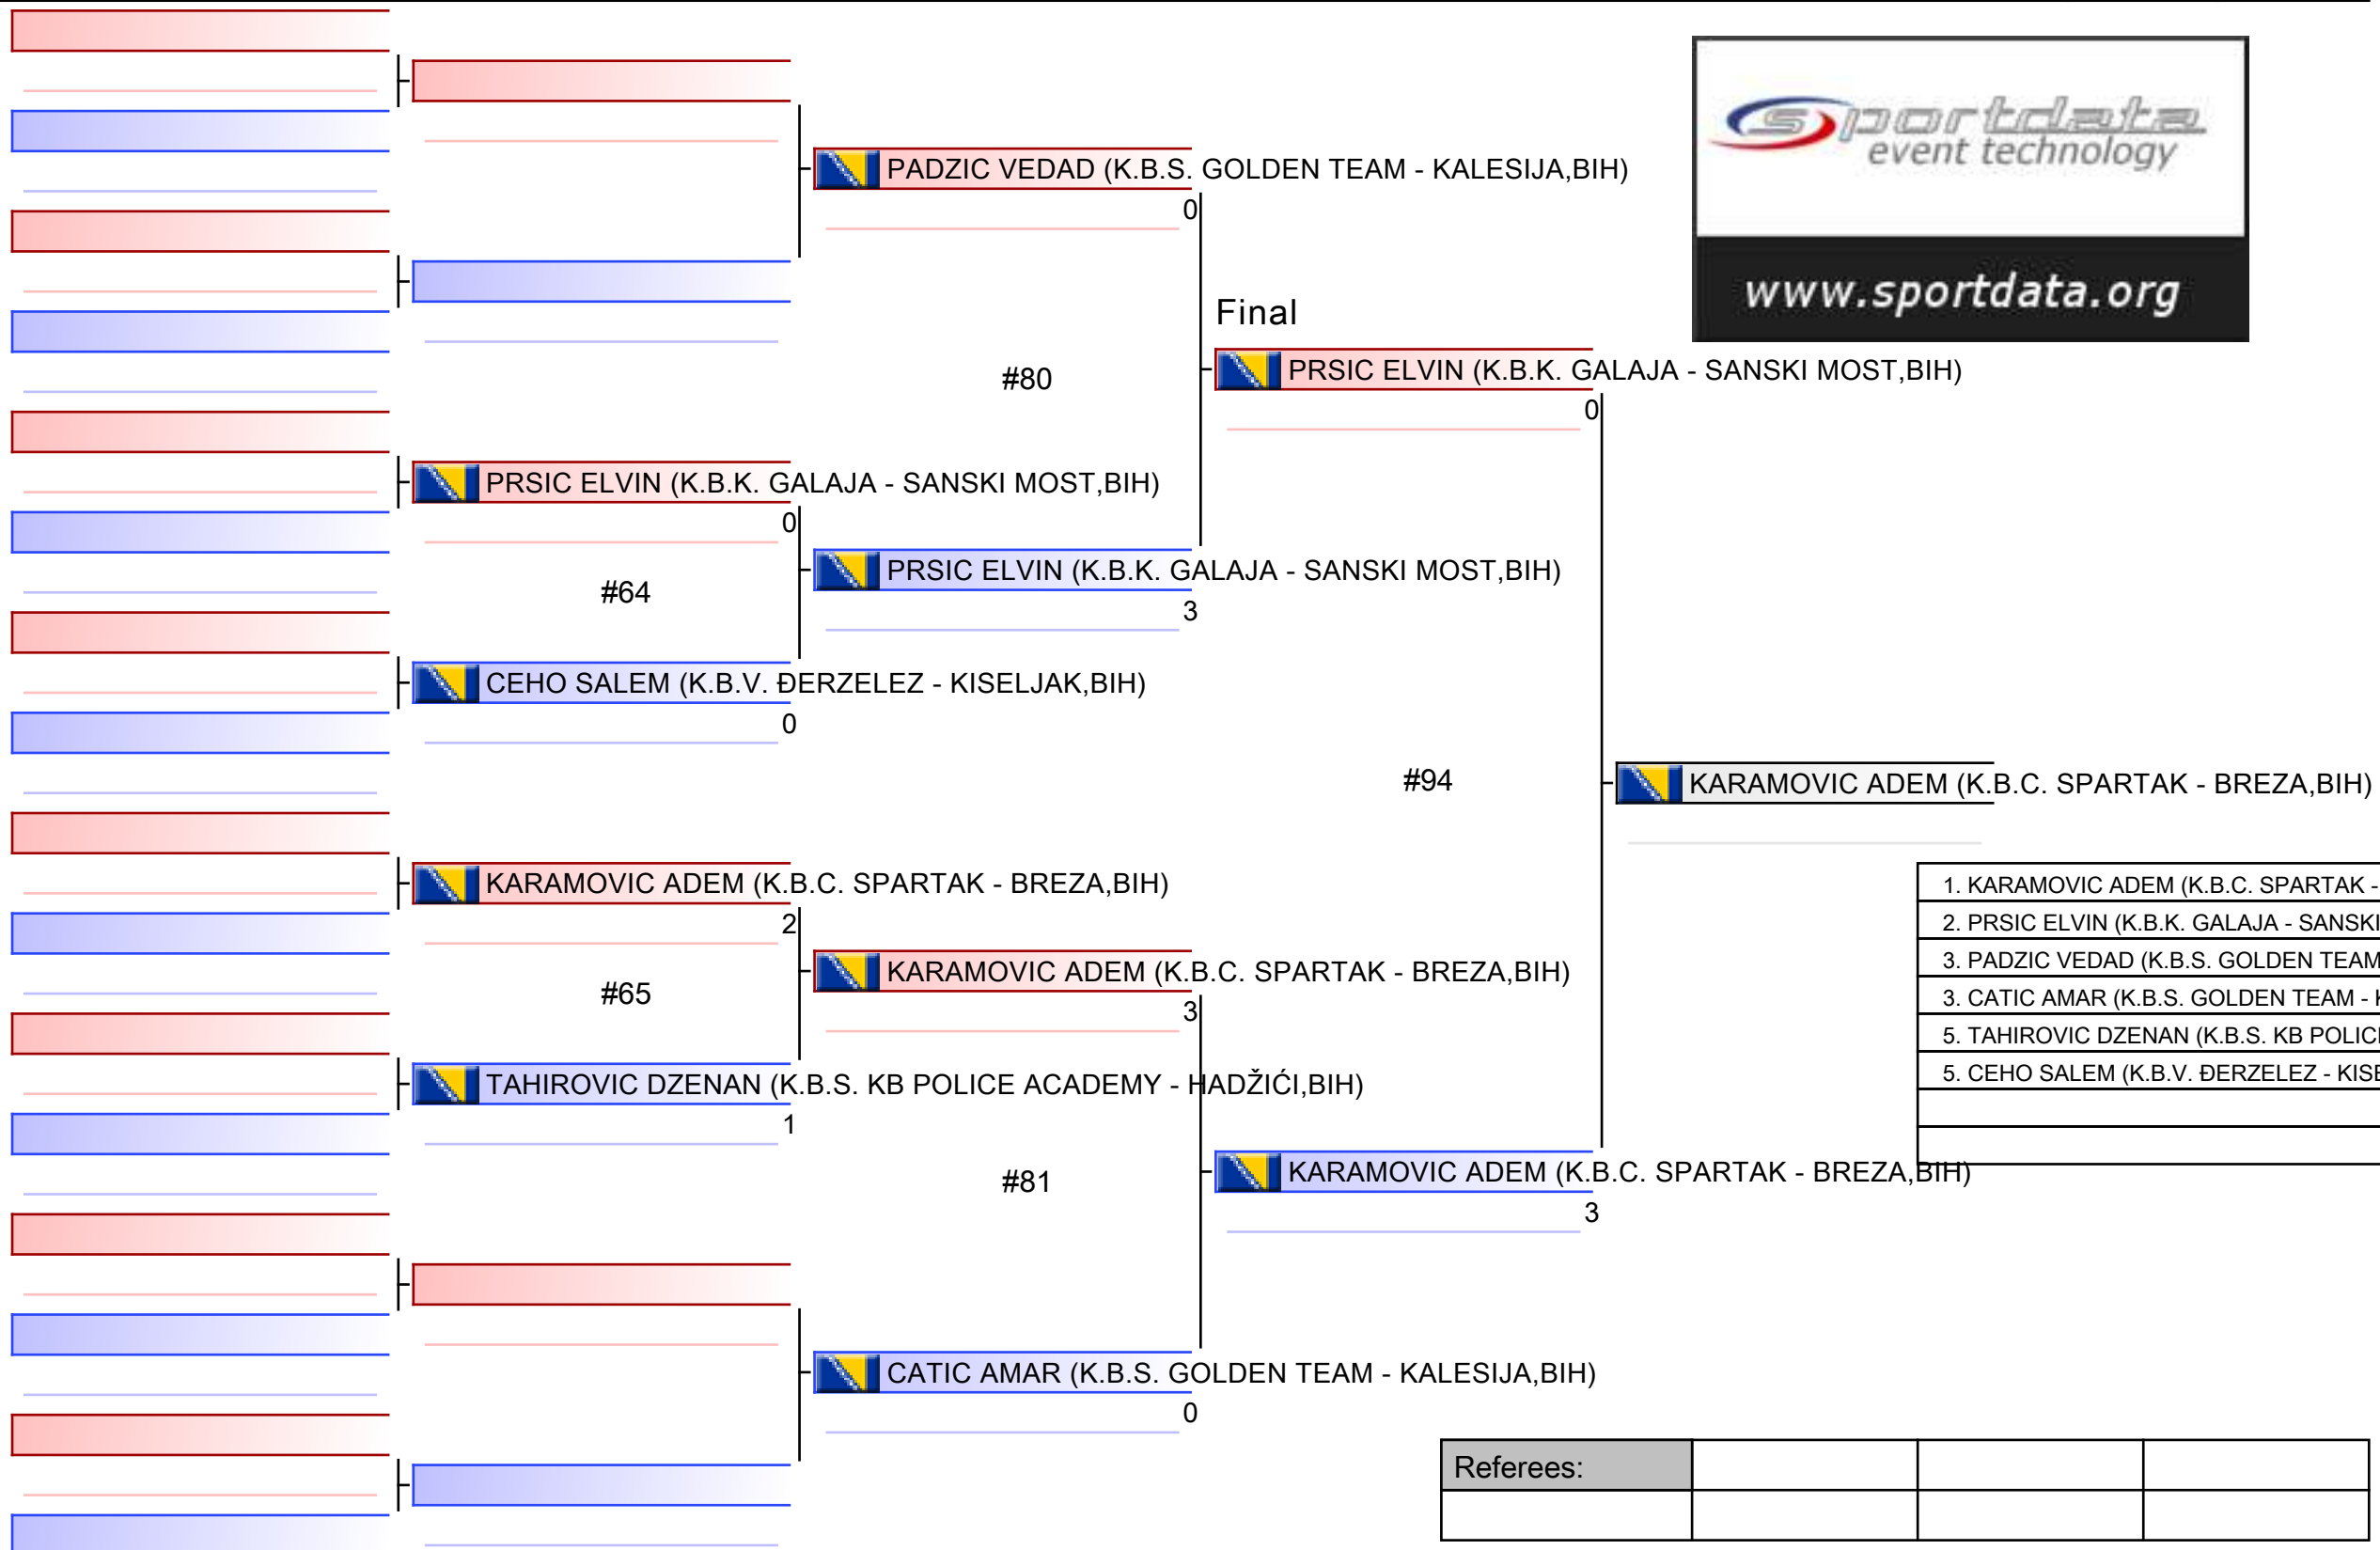 sportdata
event technology
www.sportdata.org
PADZIC VEDAD (K.B.S. GOLDEN TEAM - KALESIJA,BIH)
0
Final
#80
PRSIC ELVIN (K.B.K. GALAJA - SANSKI MOST,BIH)
0
PRSIC ELVIN (K.B.K. GALAJA - SANSKI MOST,BIH)
0
#64
PRSIC ELVIN (K.B.K. GALAJA - SANSKI MOST,BIH)
3
CEHO SALEM (K.B.V. ĐERZELEZ - KISELJAK,BIH)
0
#94
KARAMOVIC ADEM (K.B.C. SPARTAK - BREZA,BIH)
KARAMOVIC ADEM (K.B.C. SPARTAK - BREZA,BIH)
2
#65
KARAMOVIC ADEM (K.B.C. SPARTAK - BREZA,BIH)
3
TAHIROVIC DZENAN (K.B.S. KB POLICE ACADEMY - HADŽIĆI,BIH)
1
#81
KARAMOVIC ADEM (K.B.C. SPARTAK - BREZA,BIH)
3
CATIC AMAR (K.B.S. GOLDEN TEAM - KALESIJA,BIH)
0
1. KARAMOVIC ADEM (K.B.C. SPARTAK -
2. PRSIC ELVIN (K.B.K. GALAJA - SANSKI
3. PADZIC VEDAD (K.B.S. GOLDEN TEAM
3. CATIC AMAR (K.B.S. GOLDEN TEAM -
5. TAHIROVIC DZENAN (K.B.S. KB
5. CEHO SALEM (K.B.V. ĐERZELEZ -
Referees: